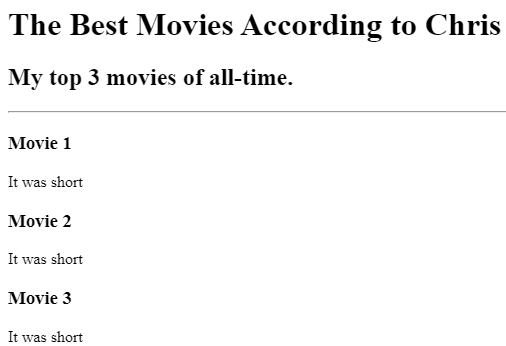 The Best Movies According to Chris
My top 3 movies of all-time.
Movie 1
It was short
Movie 2
It was short
Movie 3
It was short